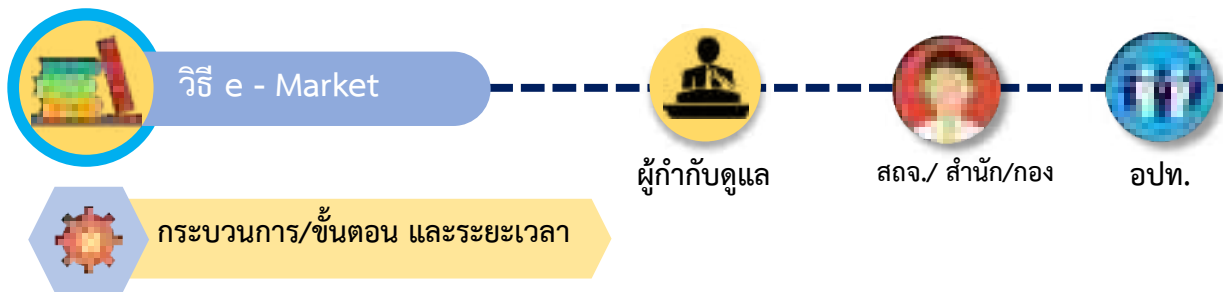 วิธี e - Market
ผู้กำกับดูแล
สถจ./ สำนัก/กอง
อปท.
กระบวนการ/ขั้นตอน และระยะเวลา